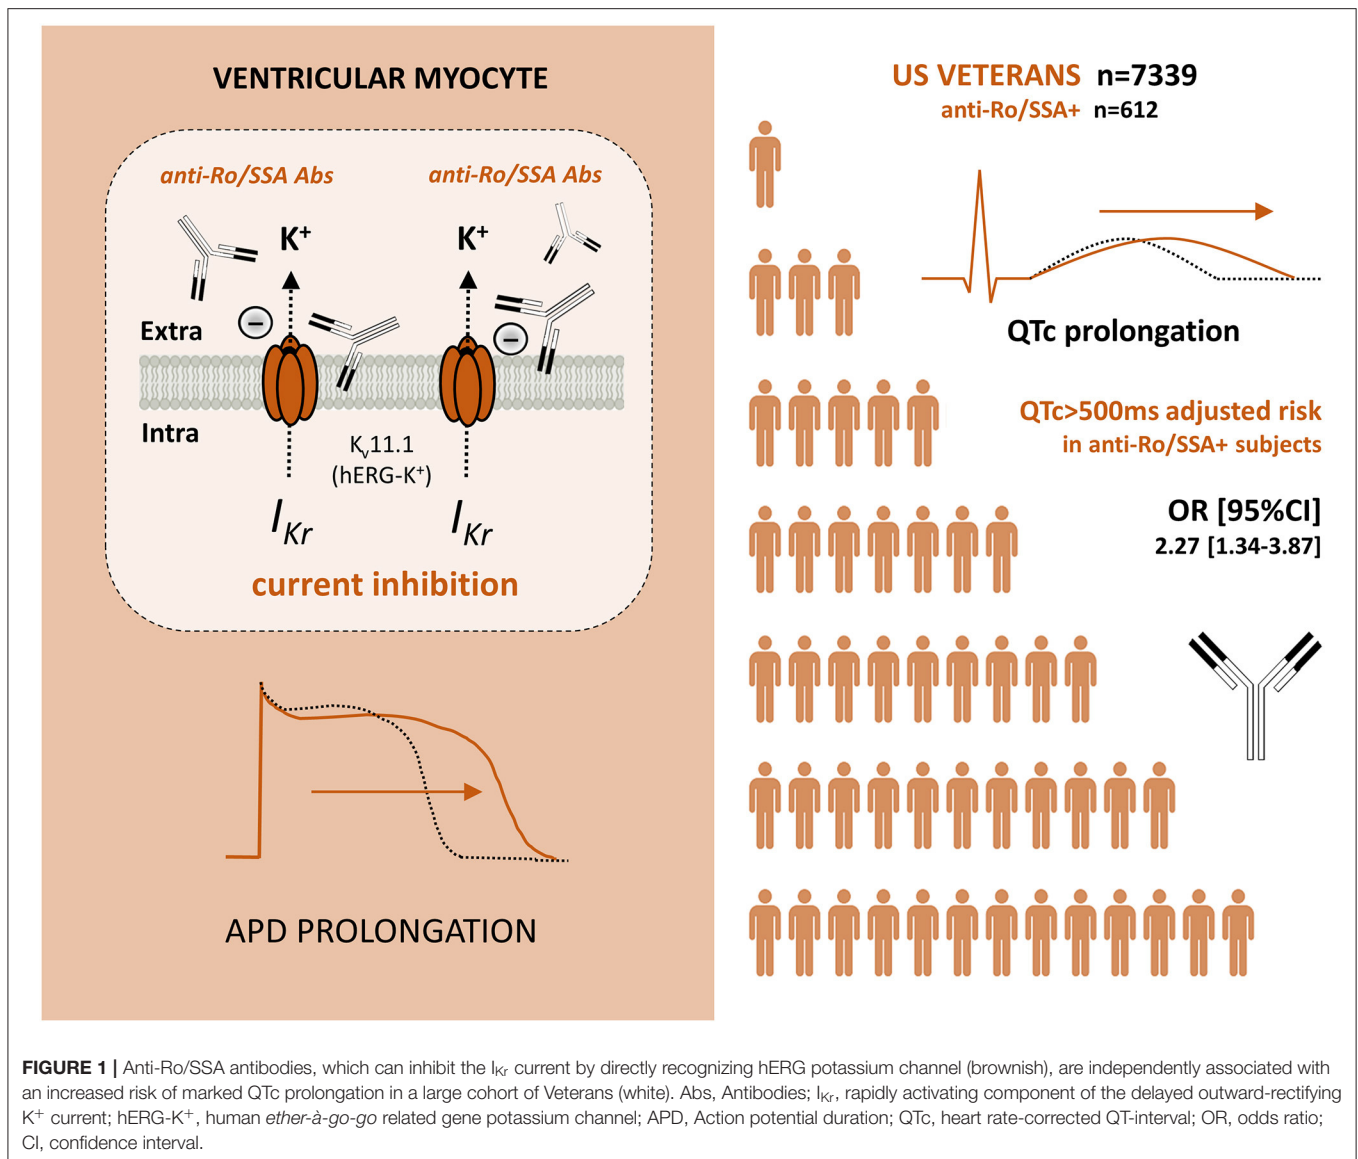 VENTRICULAR MYOCYTE
anti-Ro/SSA Abs
anti-Ro/SSA Abs
K⁺
K⁺
Extra
−
−
Intra
Kᵥ11.1
(hERG-K⁺)
I_Kr
I_Kr
current inhibition
APD PROLONGATION
US VETERANS n=7339
anti-Ro/SSA+ n=612
QTc prolongation
QTc>500ms adjusted risk
in anti-Ro/SSA+ subjects
OR [95%CI]
2.27 [1.34-3.87]
FIGURE 1 | Anti-Ro/SSA antibodies, which can inhibit the I_Kr current by directly recognizing hERG potassium channel (brownish), are independently associated with
an increased risk of marked QTc prolongation in a large cohort of Veterans (white). Abs, Antibodies; I_Kr, rapidly activating component of the delayed outward-rectifying
K⁺ current; hERG-K⁺, human ether-à-go-go related gene potassium channel; APD, Action potential duration; QTc, heart rate-corrected QT-interval; OR, odds ratio;
CI, confidence interval.